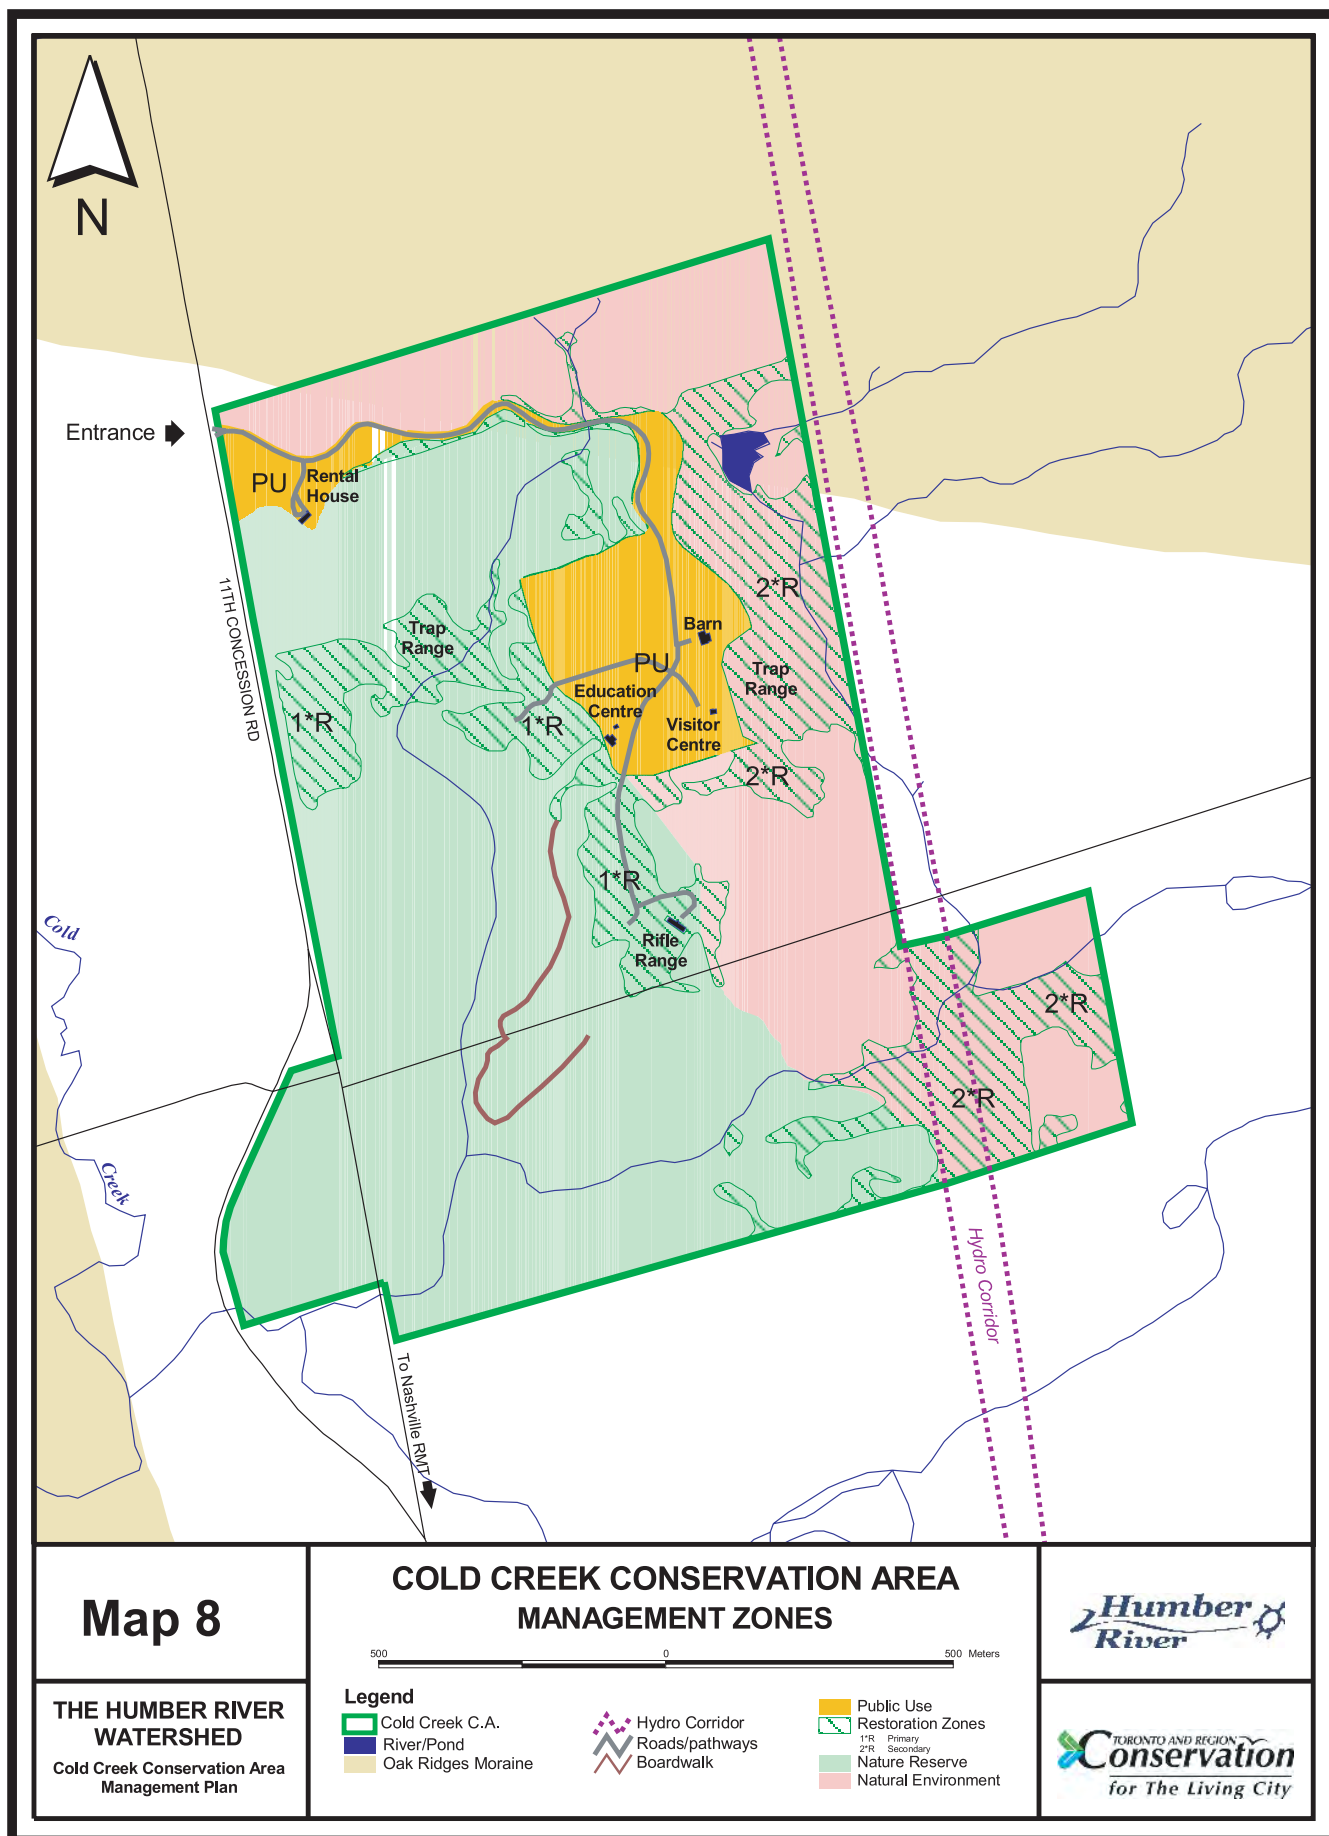 N
Entrance
PU
Rental
House
11TH CONCESSION RD
Trap
Range
1*R
2*R
Barn
PU
Trap
Range
Education
Centre
1*R
Visitor
Centre
2*R
1*R
Rifle
Range
Cold
Creek
2*R
2*R
Hydro Corridor
To Nashville RMT
Map 8
THE HUMBER RIVER
WATERSHED
Cold Creek Conservation Area
Management Plan
COLD CREEK CONSERVATION AREA
MANAGEMENT ZONES
500 0 500 Meters
Legend
Cold Creek C.A.
River/Pond
Oak Ridges Moraine
Hydro Corridor
Roads/pathways
Boardwalk
Public Use
Restoration Zones
1*R Primary
2*R Secondary
Nature Reserve
Natural Environment
Humber
River
TORONTO AND REGION
Conservation
for The Living City